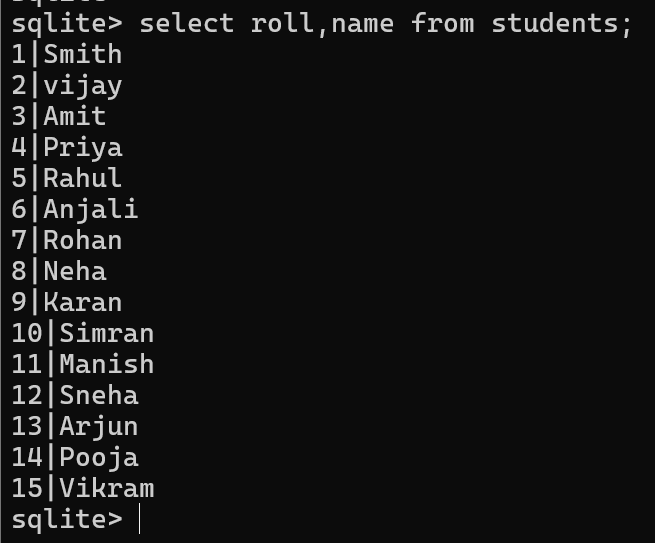 sqlite> select roll,name from students;
1|Smith
2|vijay
3|Amit
4|Priya
5|Rahul
6|Anjali
7|Rohan
8|Neha
9|Karan
10|Simran
11|Manish
12|Sneha
13|Arjun
14|Pooja
15|Vikram
sqlite>